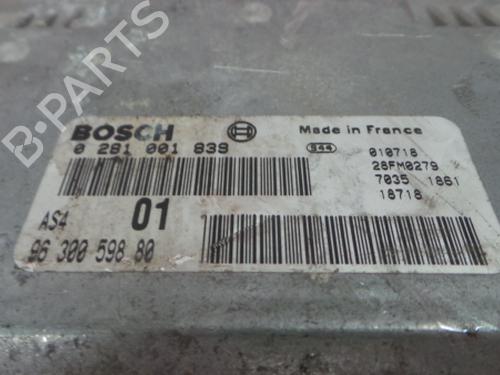 B-PARTS
BOSCH
Made in France
0 281 001 839
S44
010718
28FM0279
7035 1861
18718
AS4 01
96 300 598 80